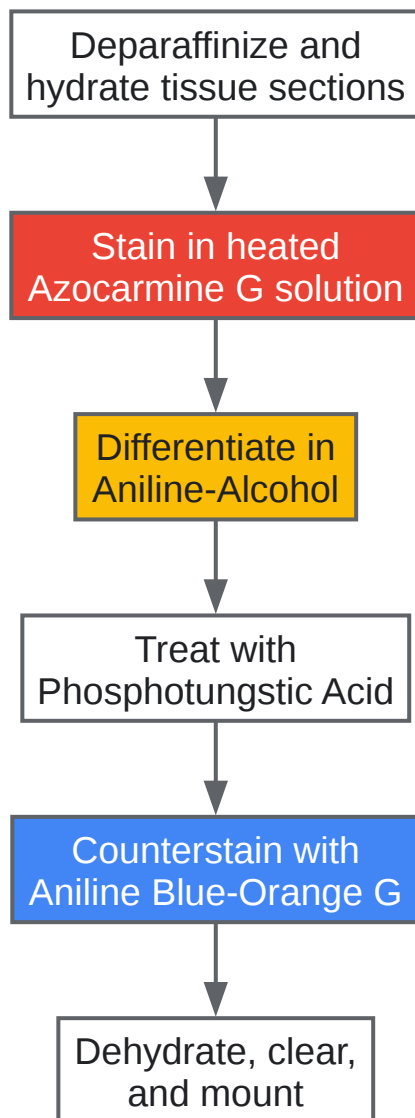 Deparaffinize and
hydrate tissue sections
Stain in heated
Azocarmine G solution
Differentiate in
Aniline-Alcohol
Treat with
Phosphotungstic Acid
Counterstain with
Aniline Blue-Orange G
Dehydrate, clear,
and mount